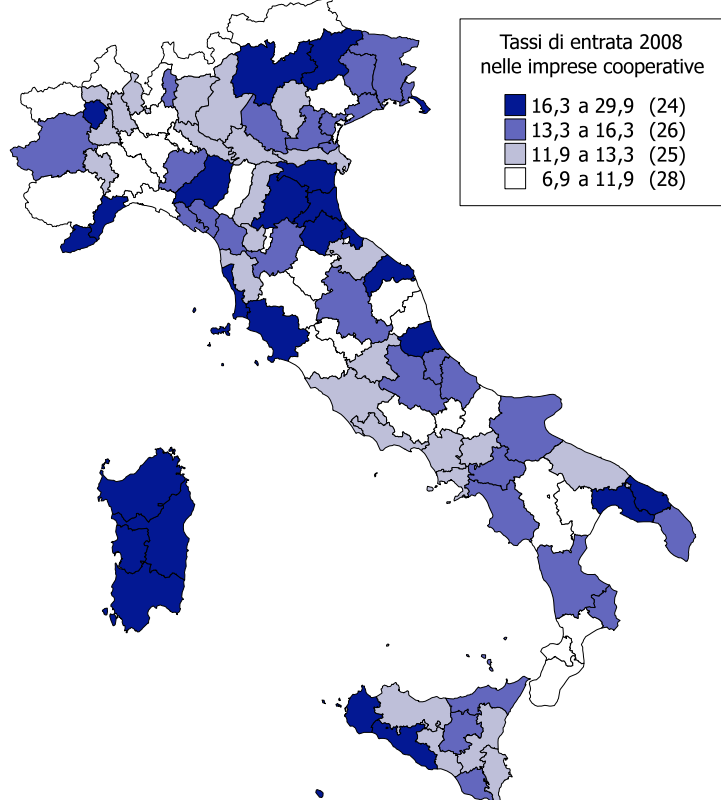 Tassi di entrata 2008
nelle imprese cooperative
16,3 a 29,9 (24)
13,3 a 16,3 (26)
11,9 a 13,3 (25)
6,9 a 11,9 (28)